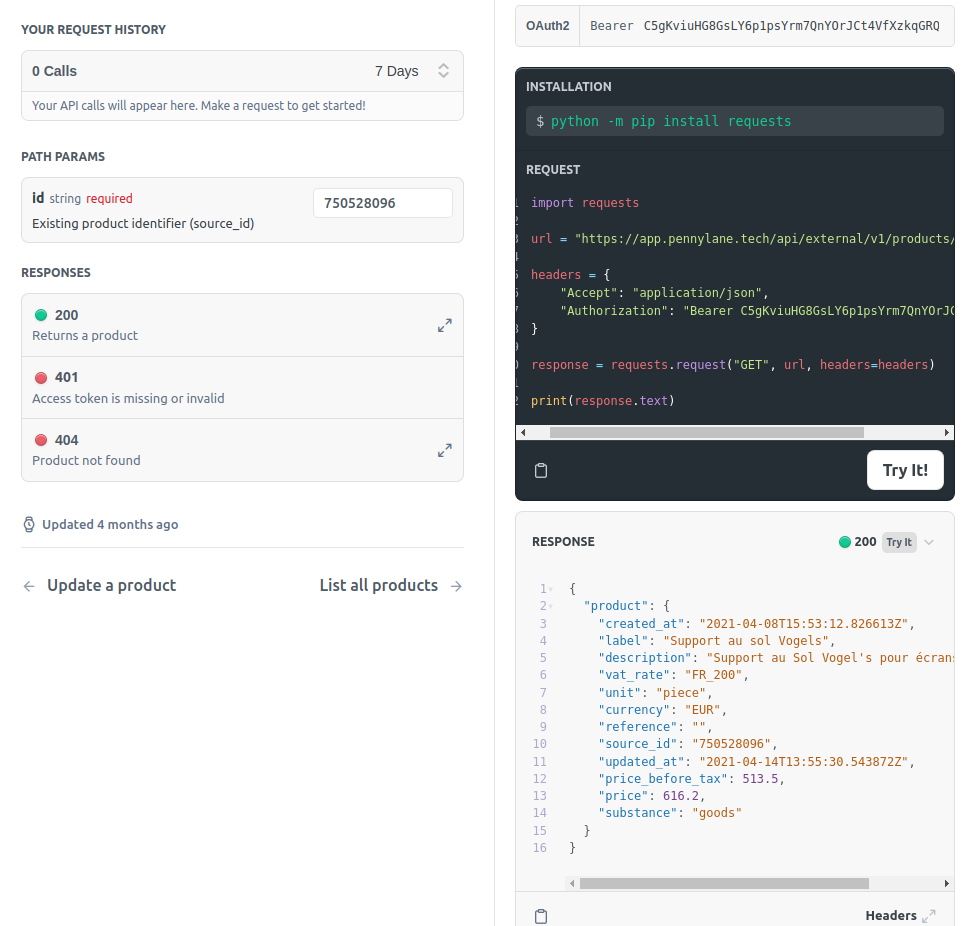 YOUR REQUEST HISTORY
0 Calls
7 Days
Your API calls will appear here. Make a request to get started!
PATH PARAMS
id string required
750528096
Existing product identifier (source_id)
RESPONSES
200
Returns a product
401
Access token is missing or invalid
404
Product not found
Updated 4 months ago
← Update a product
List all products →
OAuth2
Bearer C5gKviuHG8GsLY6p1psYrm7QnYOrJCt4VfXzkqGRQ
INSTALLATION
$ python -m pip install requests
REQUEST
import requests
url = "https://app.pennylane.tech/api/external/v1/products/
headers = {
"Accept": "application/json",
"Authorization": "Bearer C5gKviuHG8GsLY6p1psYrm7QnYOrJC
}
response = requests.request("GET", url, headers=headers)
print(response.text)
Try It!
RESPONSE
200 Try It
1 {
2 "product": {
3 "created_at": "2021-04-08T15:53:12.826613Z",
4 "label": "Support au sol Vogels",
5 "description": "Support au Sol Vogel's pour écran
6 "vat_rate": "FR_200",
7 "unit": "piece",
8 "currency": "EUR",
9 "reference": "",
10 "source_id": "750528096",
11 "updated_at": "2021-04-14T13:55:30.543872Z",
12 "price_before_tax": 513.5,
13 "price": 616.2,
14 "substance": "goods"
15 }
16 }
Headers